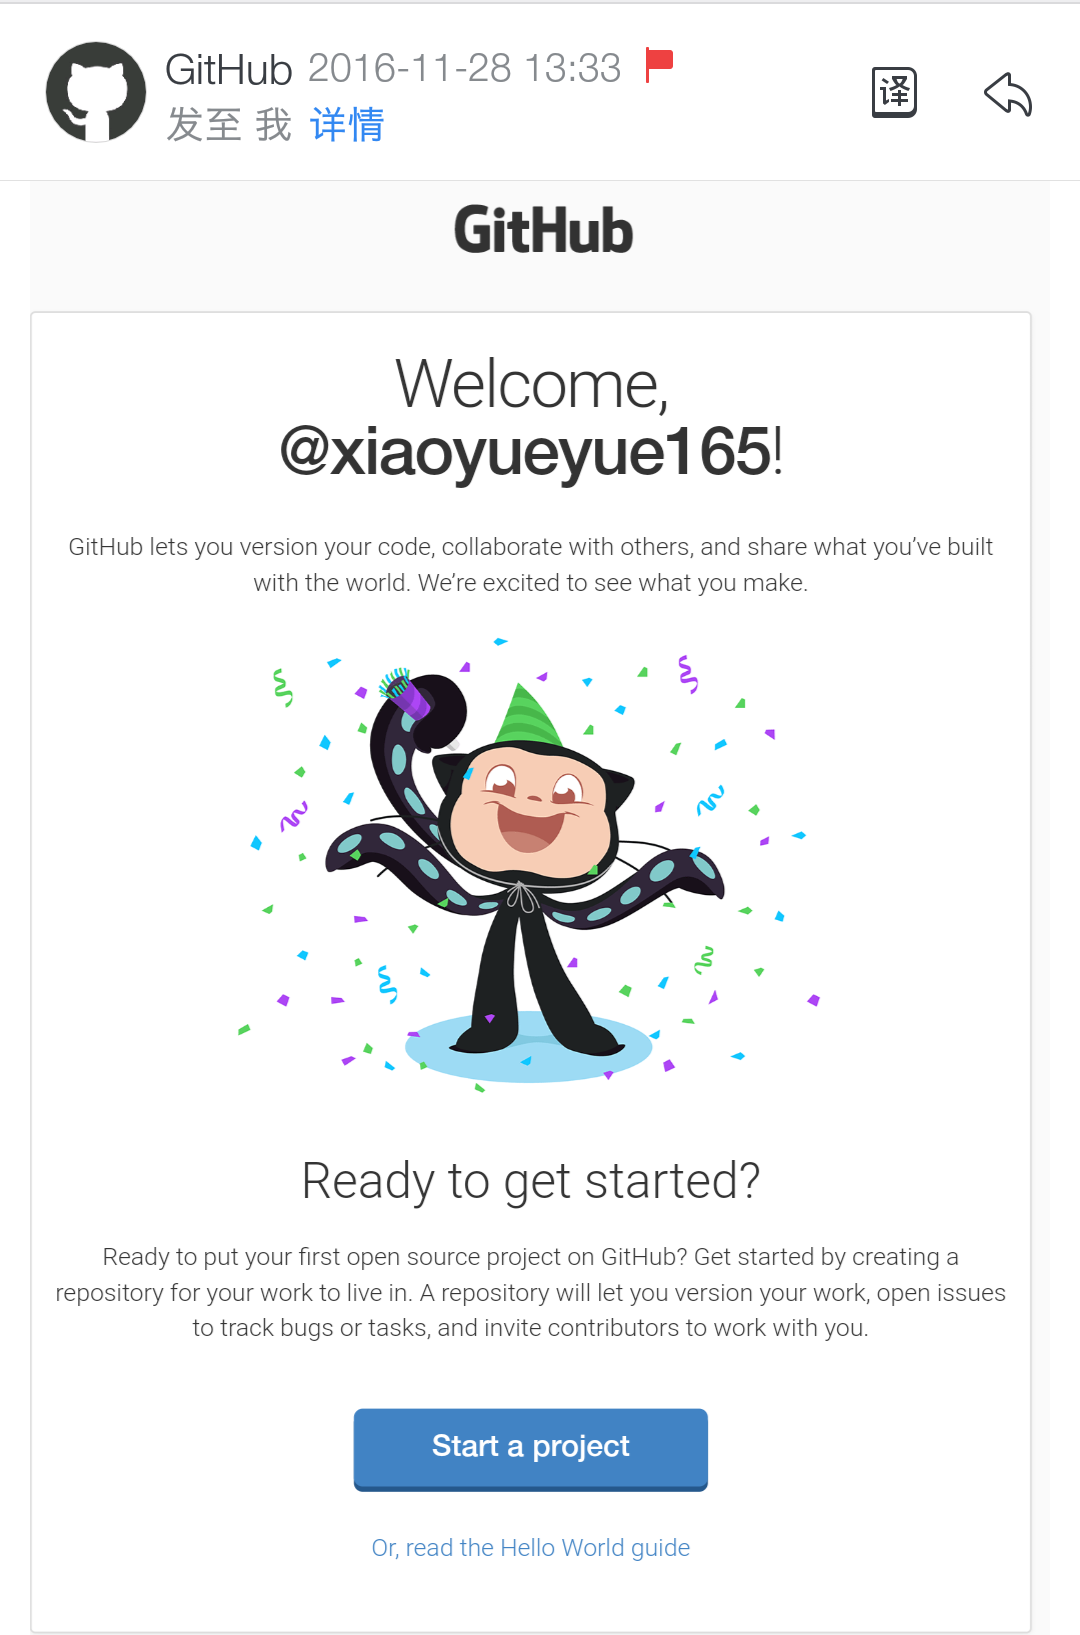 GitHub 2016-11-28 13:33
发至 我 详情
译
GitHub
Welcome,
@xiaoyueyue165!
GitHub lets you version your code, collaborate with others, and share what you’ve built
with the world. We’re excited to see what you make.
Ready to get started?
Ready to put your first open source project on GitHub? Get started by creating a
repository for your work to live in. A repository will let you version your work, open issues
to track bugs or tasks, and invite contributors to work with you.
Start a project
Or, read the Hello World guide